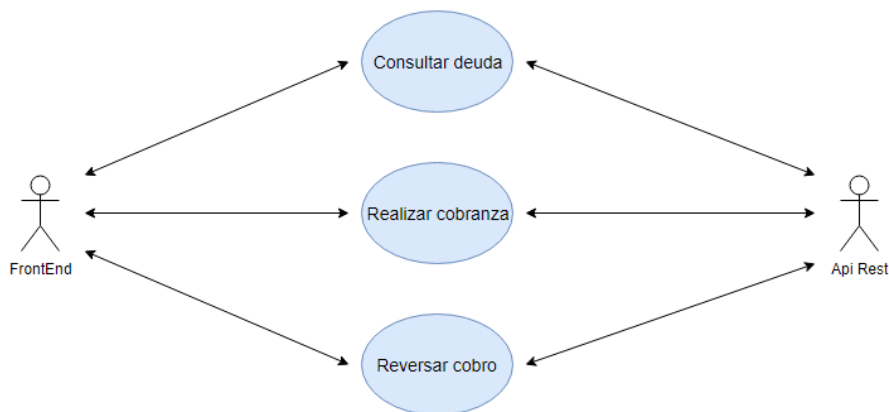 Consultar deuda
Realizar cobranza
FrontEnd
Api Rest
Reversar cobro